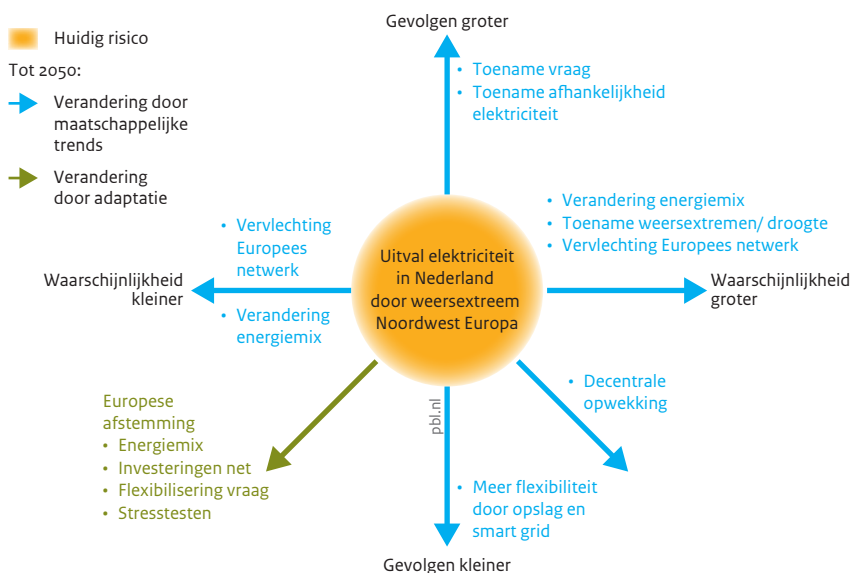 Gevolgen groter
Huidig risico
Tot 2050:
Verandering door
maatschappelijke
trends
Verandering
door adaptatie
• Toename vraag
• Toename afhankelijkheid
elektriciteit
• Verandering energiemix
• Toename weersextremen/ droogte
• Vervlechting Europees netwerk
• Vervlechting
Europees
netwerk
Waarschijnlijkheid
kleiner
• Verandering
energiemix
Uitval elektriciteit
in Nederland
door weersextreem
Noordwest Europa
Waarschijnlijkheid
groter
• Decentrale
opwekking
Europese
afstemming
• Energiemix
• Investeringen net
• Flexibilisering vraag
• Stresstesten
pbl.nl
• Meer flexibiliteit
door opslag en
smart grid
Gevolgen kleiner